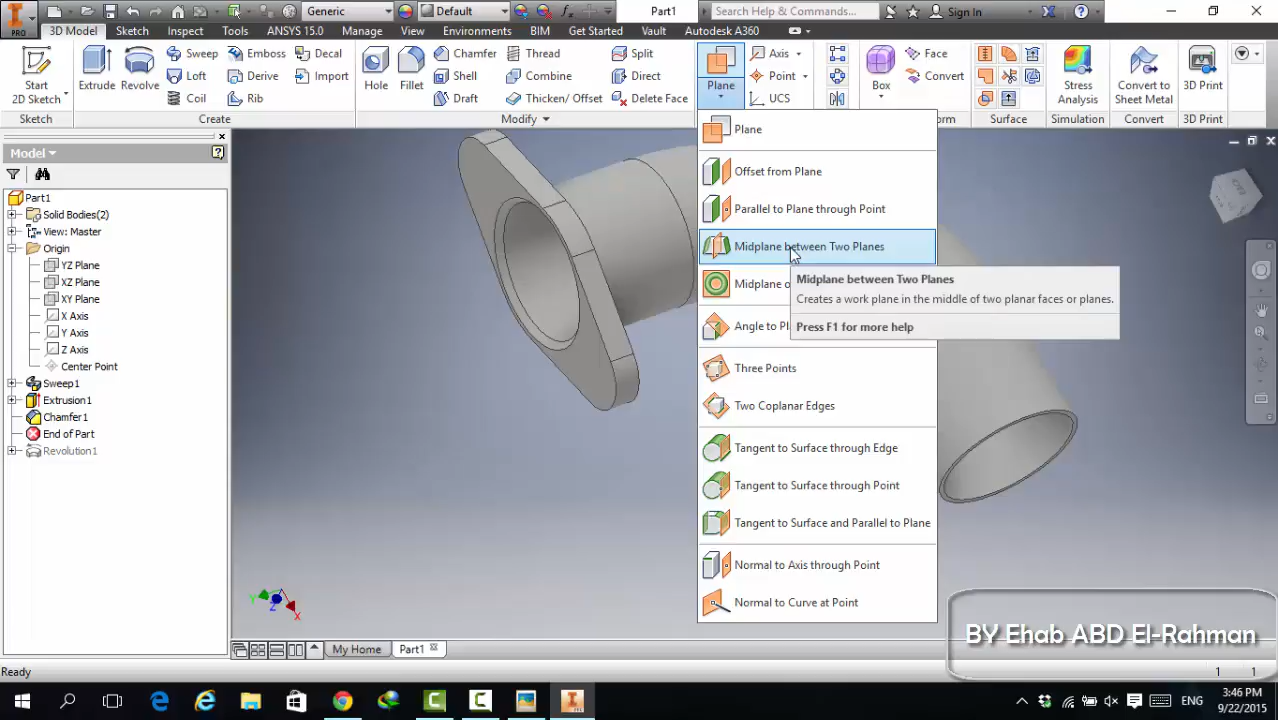 Generic
Default
Part1
Search Help & Commands...
Sign In
PRO
3D Model
Sketch
Inspect
Tools
ANSYS 15.0
Manage
View
Environments
BIM
Get Started
Vault
Autodesk A360
Start
2D Sketch
Extrude
Revolve
Sweep
Loft
Coil
Emboss
Derive
Rib
Decal
Import
Hole
Fillet
Chamfer
Shell
Draft
Thread
Combine
Thicken/ Offset
Split
Direct
Delete Face
Plane
Axis
Point
UCS
Box
Face
Convert
Stress
Analysis
Convert to
Sheet Metal
3D Print
Sketch
Create
Modify
Surface
Simulation
Convert
3D Print
Model
Part1
Solid Bodies(2)
View: Master
Origin
YZ Plane
XZ Plane
XY Plane
X Axis
Y Axis
Z Axis
Center Point
Sweep1
Extrusion1
Chamfer1
End of Part
Revolution1
Plane
Offset from Plane
Parallel to Plane through Point
Midplane between Two Planes
Midplane o
Angle to Pl
Three Points
Two Coplanar Edges
Tangent to Surface through Edge
Tangent to Surface through Point
Tangent to Surface and Parallel to Plane
Normal to Axis through Point
Normal to Curve at Point
Midplane between Two Planes
Creates a work plane in the middle of two planar faces or planes.
Press F1 for more help
Y
Z
X
BY Ehab ABD El-Rahman
My Home
Part1
Ready
1
1
ENG
3:46 PM
9/22/2015